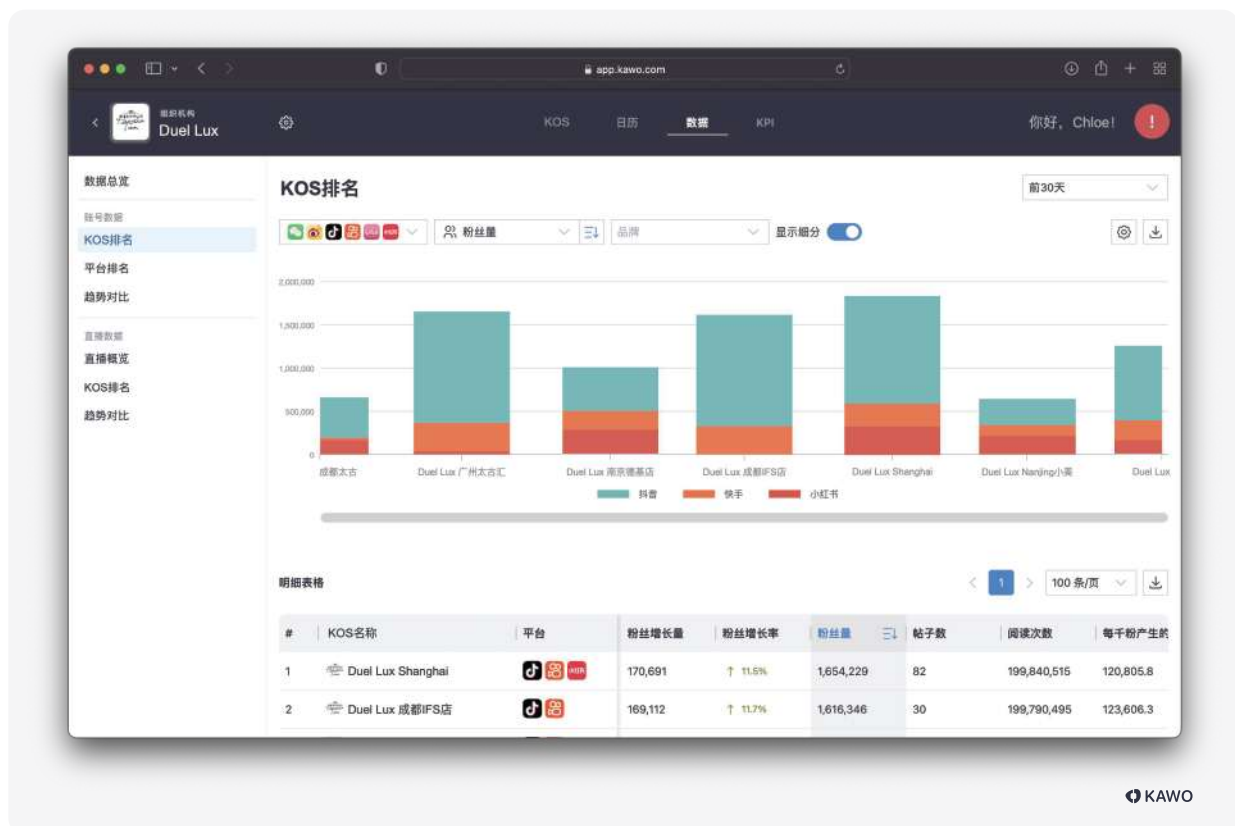 app.kawo.com
组织机构
Duel Lux
KOS 日历 数据 KPI
你好，Chloe!
数据总览
账号数据
KOS排名
平台排名
趋势对比
直播数据
直播概览
KOS排名
趋势对比
KOS排名
前30天
粉丝量
品牌
显示细分
2,000,000
1,500,000
1,000,000
500,000
0
成都太古
Duel Lux 广州太古汇
Duel Lux 南京德基店
Duel Lux 成都IFS店
Duel Lux Shanghai
Duel Lux Nanjing小美
Duel Lux
抖音 快手 小红书
明细表格
1
100 条/页
# KOS名称 平台 粉丝增长量 粉丝增长率 粉丝量 帖子数 阅读次数 每千粉产生的
1 Duel Lux Shanghai 170,691 11.5% 1,654,229 82 199,840,515 120,805.8
2 Duel Lux 成都IFS店 169,112 11.7% 1,616,346 30 199,790,495 123,606.3
KAWO